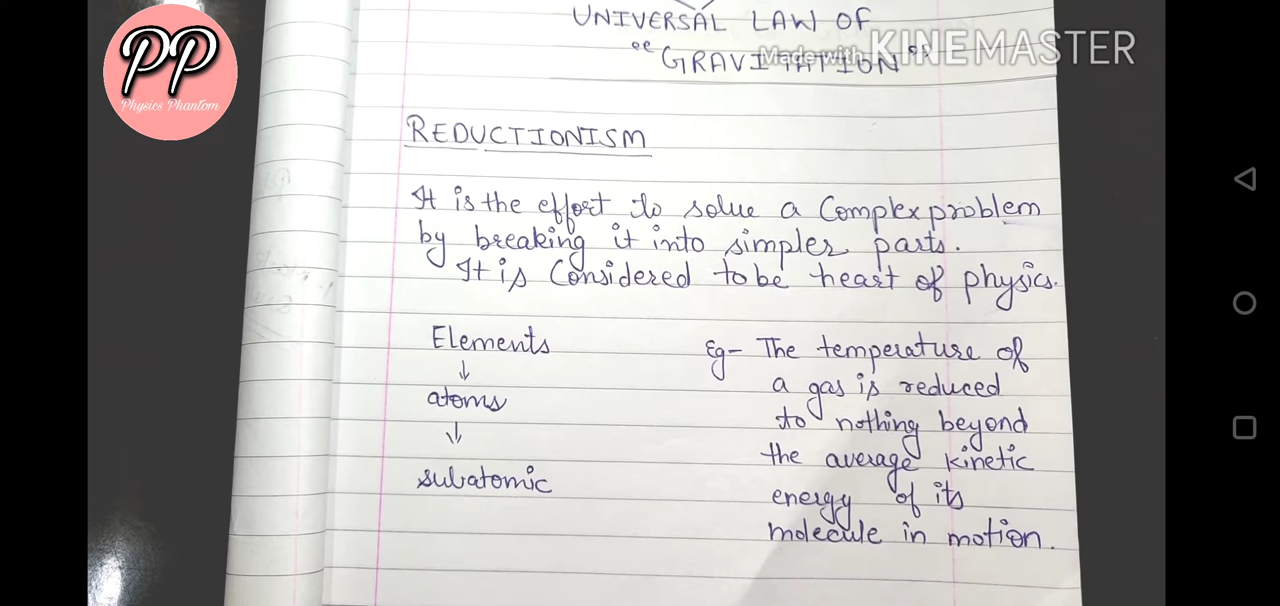 UNIVERSAL LAW OF
"GRAVITATION"
Made with KINEMASTER
PP
Physics Phantom
REDUCTIONISM
It is the effort to solve a Complex problem
by breaking it into simpler parts.
It is Considered to be heart of physics.
Elements
↓
atoms
↓
subatomic
Eg- The temperature of
a gas is reduced
to nothing beyond
the average kinetic
energy of its
molecule in motion.